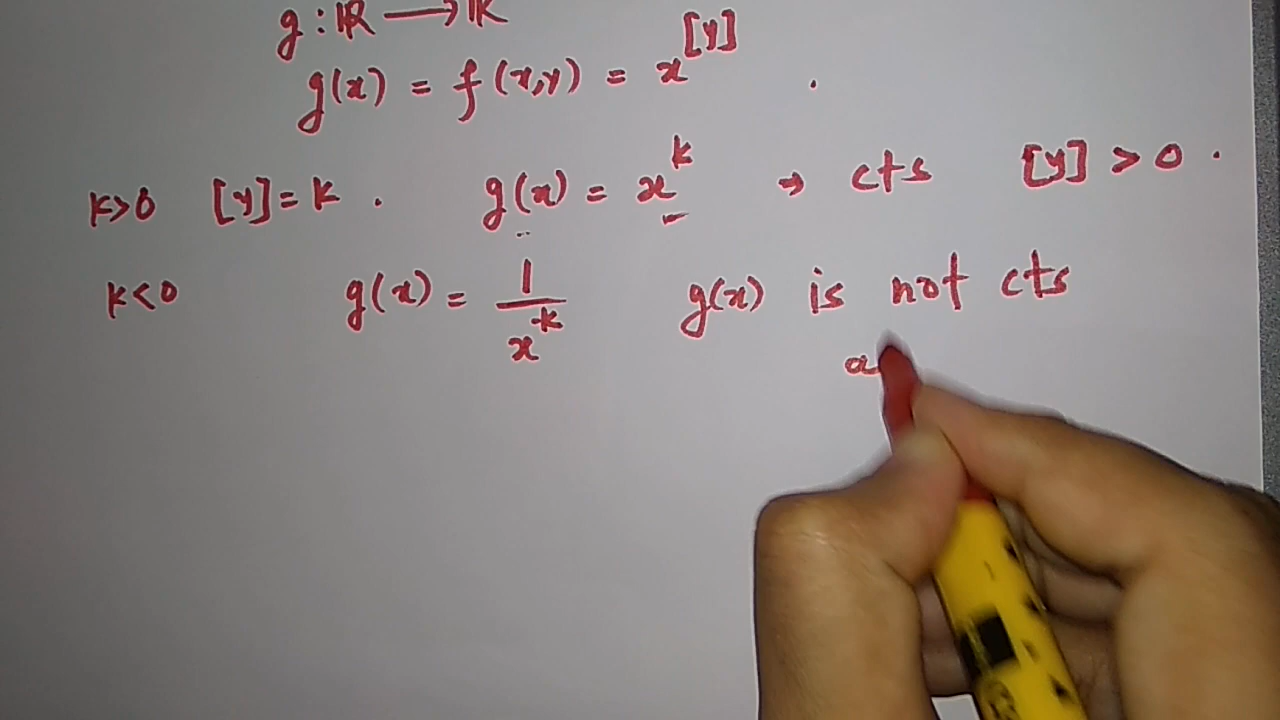 g : ℝ → ℝ
g(x) = f(x,y) = x^[y] .
k>0 [y]=k . g(x) = x^k → cts [y] > 0 .
k<0 g(x) = 1/x^-k g(x) is not cts
a